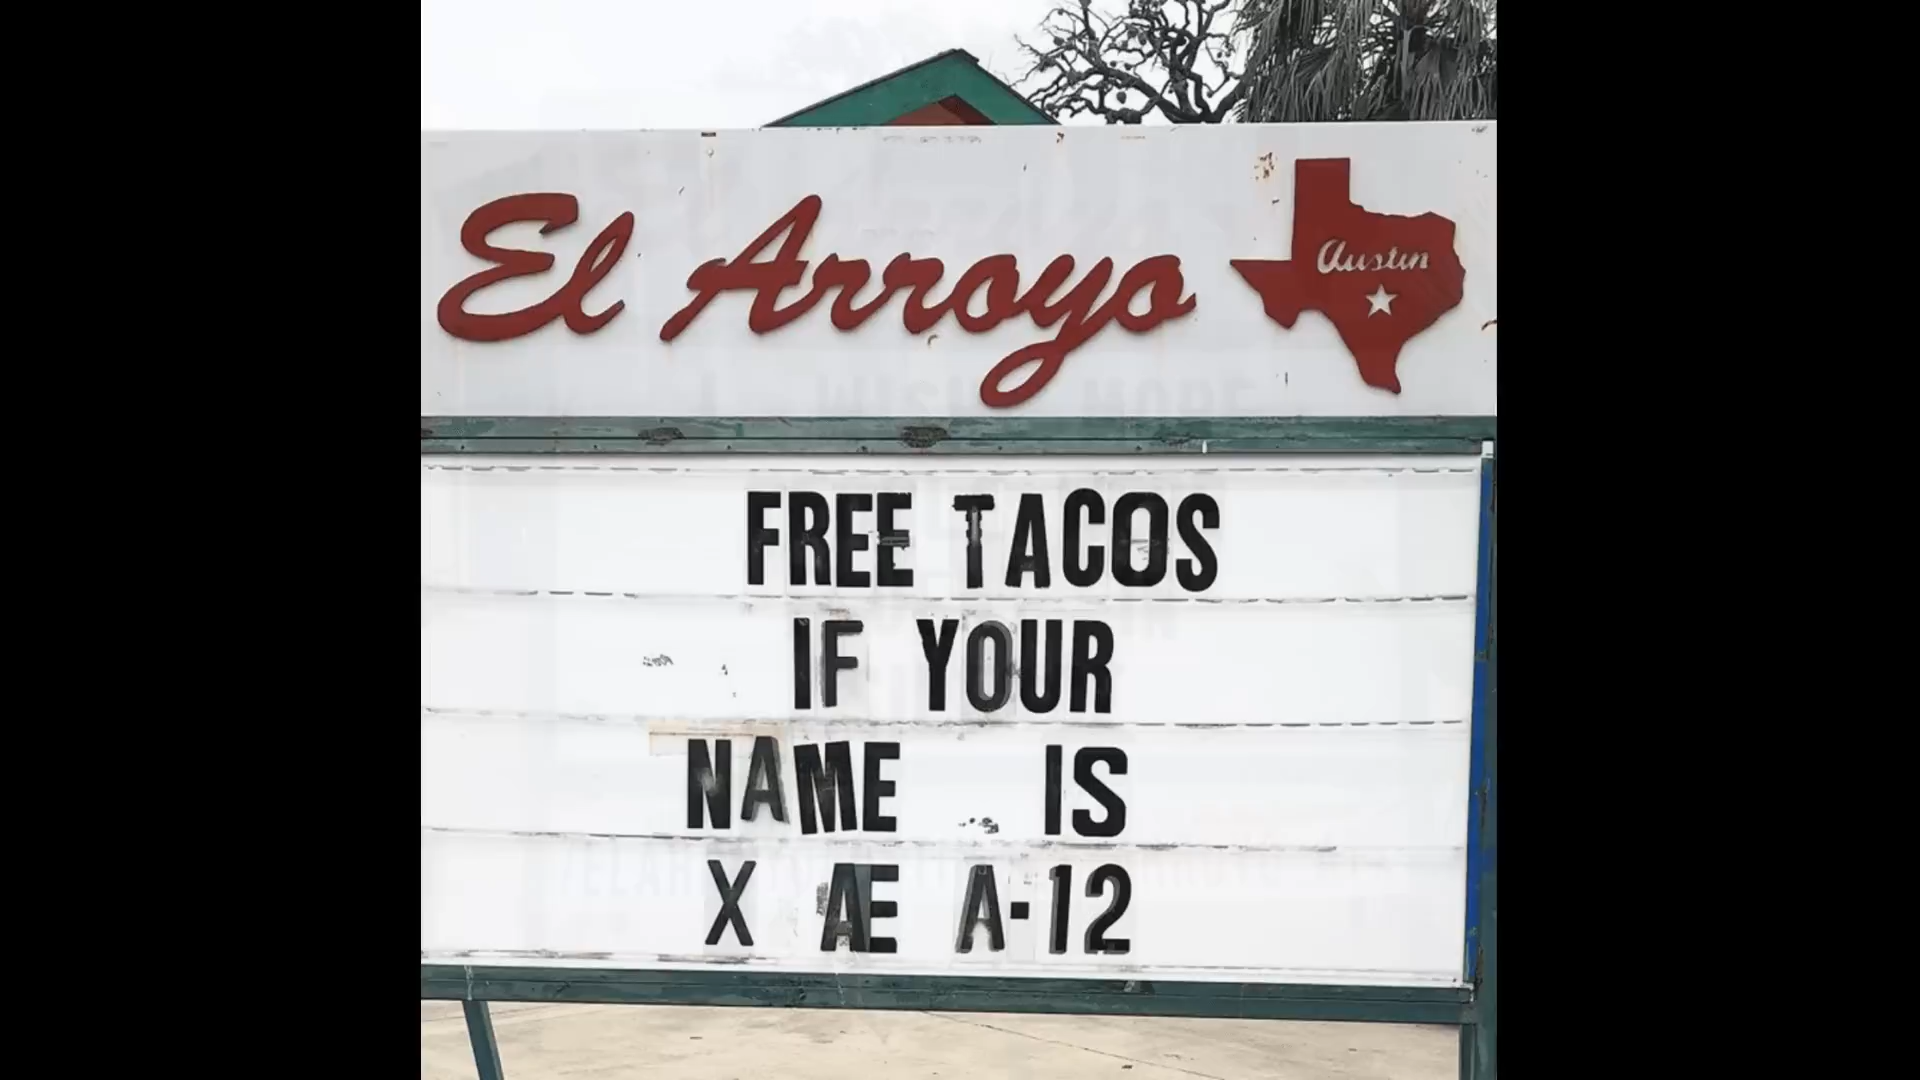 El Arroyo
Austin
FREE TACOS
IF YOUR
NAME IS
X Æ A-12